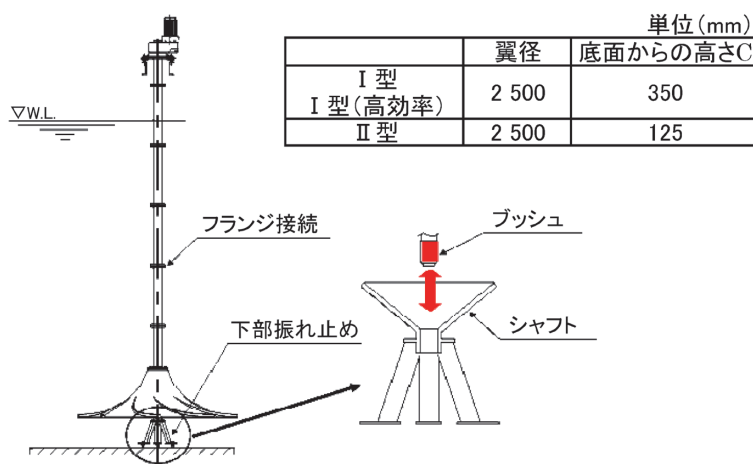 単位(mm)
翼径 底面からの高さC
Ⅰ型
Ⅰ型(高効率) 2 500 350
Ⅱ型 2 500 125
▽W.L.
フランジ接続
ブッシュ
下部振れ止め
シャフト